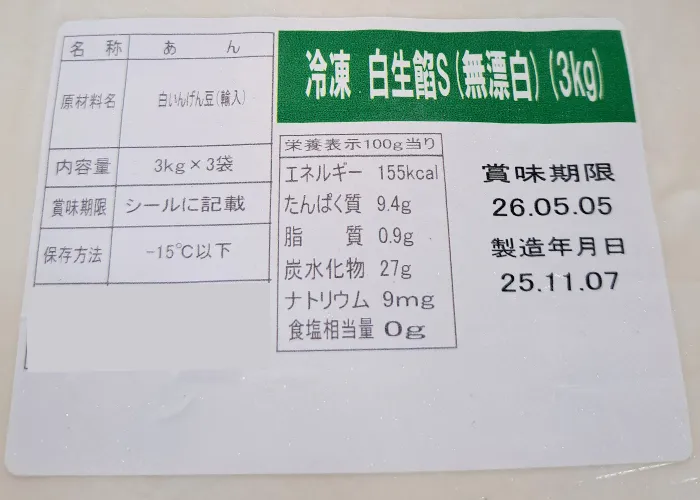 名称 あん
原材料名 白いんげん豆(輸入)
内容量 3kg×3袋
賞味期限 シールに記載
保存方法 -15℃以下
冷凍 白生餡S(無漂白)(3kg)
栄養表示100g当り
エネルギー 155kcal
たんぱく質 9.4g
脂質 0.9g
炭水化物 27g
ナトリウム 9mg
食塩相当量 0g
賞味期限
26.05.05
製造年月日
25.11.07